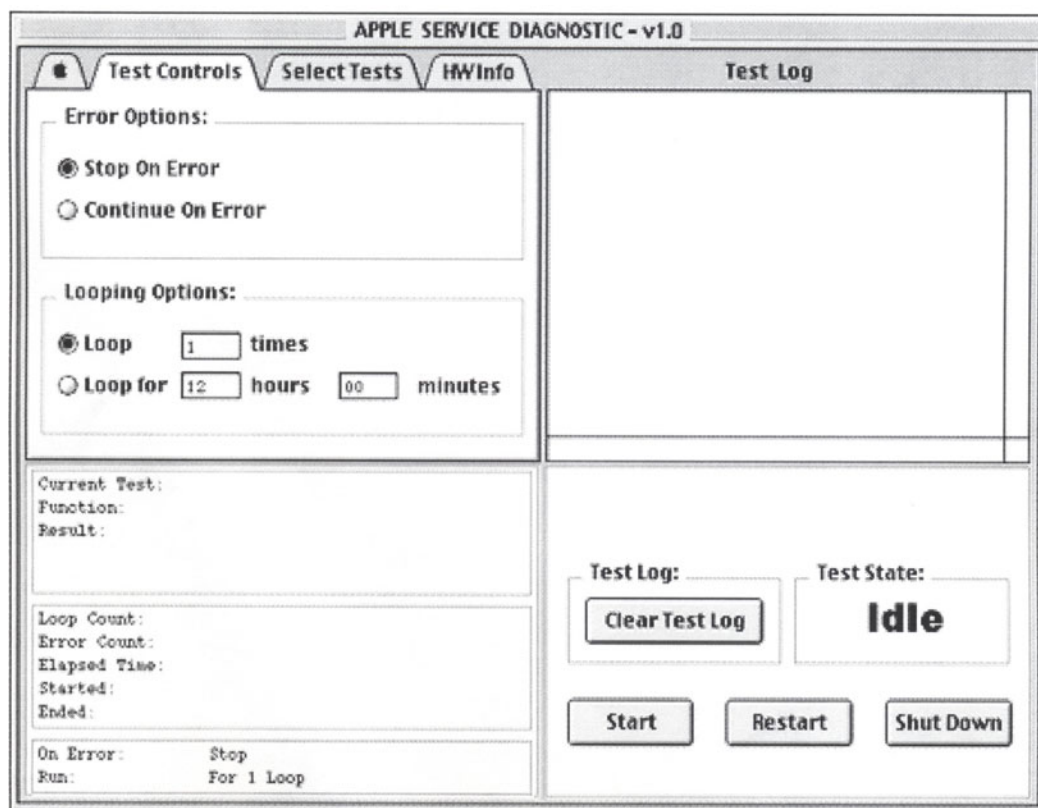 APPLE SERVICE DIAGNOSTIC - v1.0
Test Controls
Select Tests
HWInfo
Test Log
Error Options:
Stop On Error
Continue On Error
Looping Options:
Loop 1 times
Loop for 12 hours 00 minutes
Current Test:
Function:
Result:
Loop Count:
Error Count:
Elapsed Time:
Started:
Ended:
On Error: Stop
Run: For 1 Loop
Test Log:
Clear Test Log
Test State:
Idle
Start
Restart
Shut Down